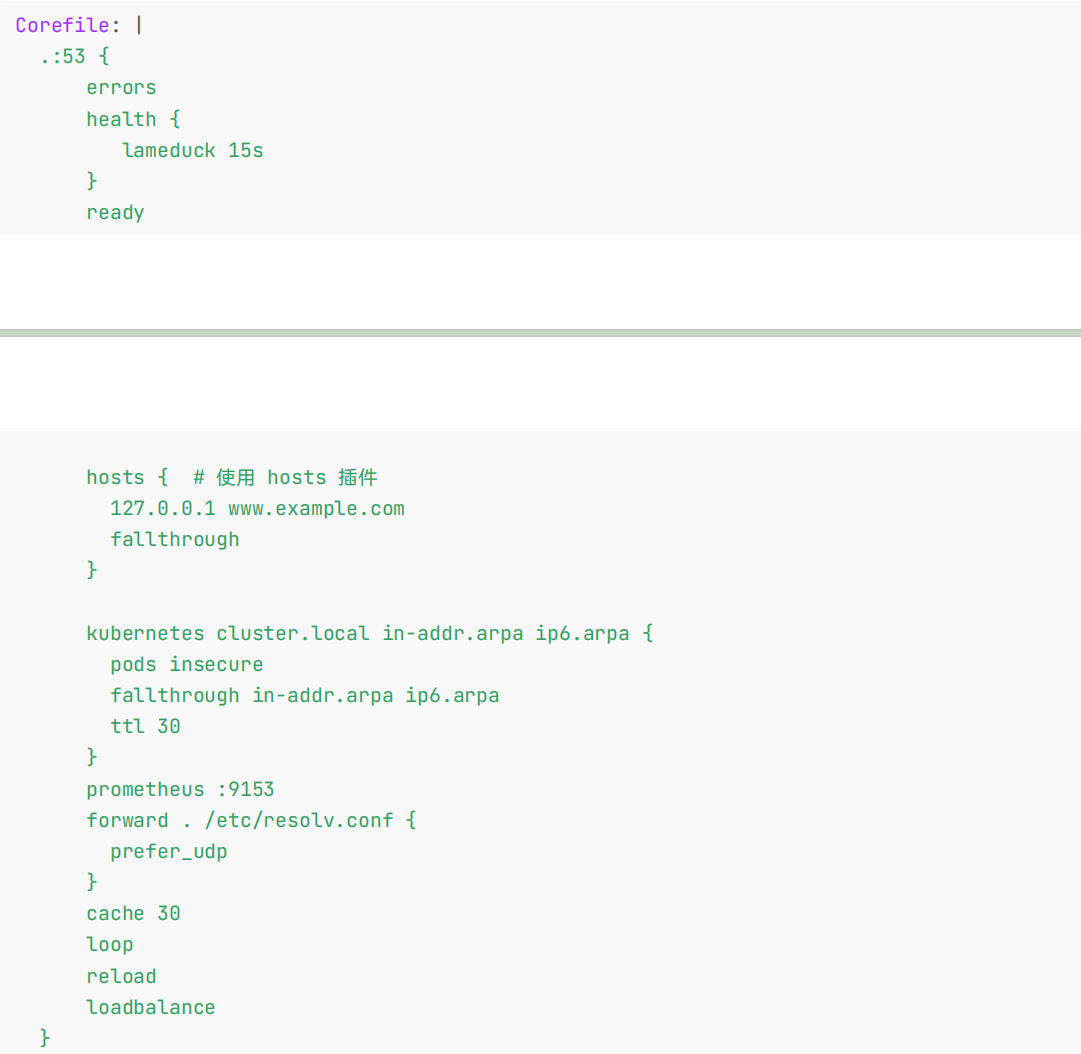 Corefile: |
  .:53 {
      errors
      health {
         lameduck 15s
      }
      ready
      hosts {  # 使用 hosts 插件
        127.0.0.1 www.example.com
        fallthrough
      }
      kubernetes cluster.local in-addr.arpa ip6.arpa {
        pods insecure
        fallthrough in-addr.arpa ip6.arpa
        ttl 30
      }
      prometheus :9153
      forward . /etc/resolv.conf {
        prefer_udp
      }
      cache 30
      loop
      reload
      loadbalance
  }